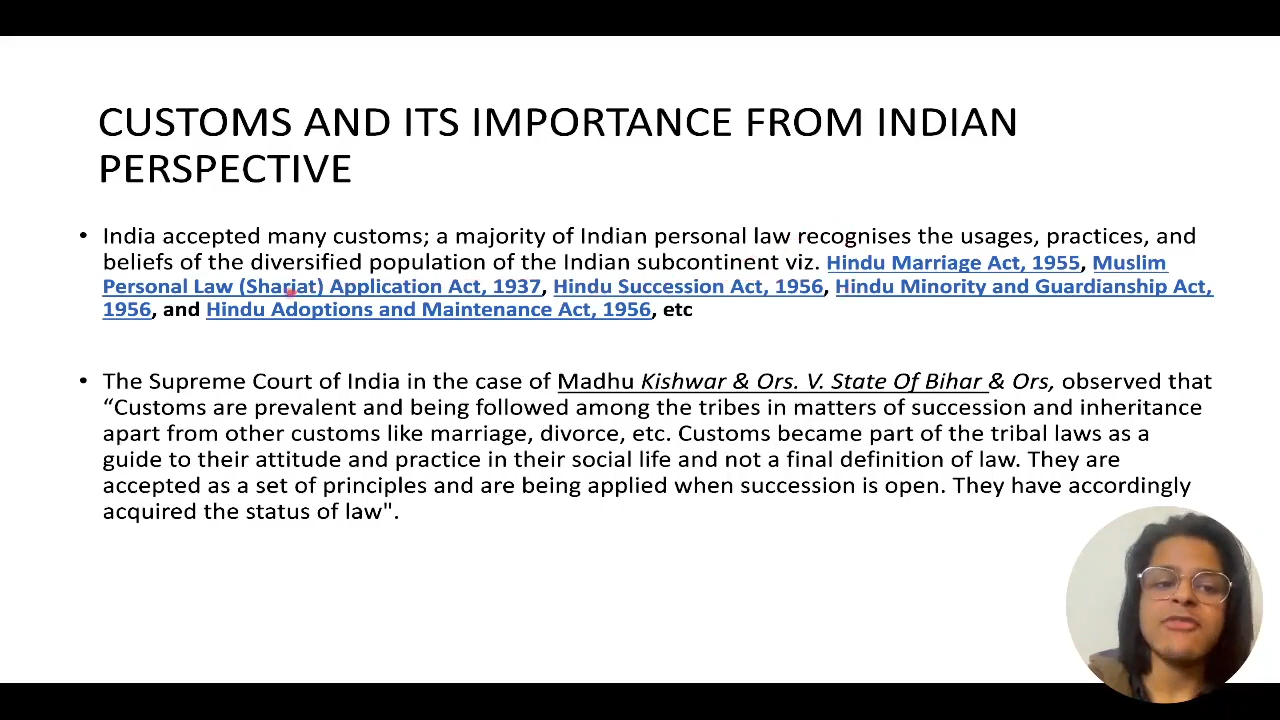 CUSTOMS AND ITS IMPORTANCE FROM INDIAN
PERSPECTIVE
• India accepted many customs; a majority of Indian personal law recognises the usages, practices, and
beliefs of the diversified population of the Indian subcontinent viz. Hindu Marriage Act, 1955, Muslim
Personal Law (Shariat) Application Act, 1937, Hindu Succession Act, 1956, Hindu Minority and Guardianship Act,
1956, and Hindu Adoptions and Maintenance Act, 1956, etc
• The Supreme Court of India in the case of Madhu Kishwar & Ors. V. State Of Bihar & Ors, observed that
“Customs are prevalent and being followed among the tribes in matters of succession and inheritance
apart from other customs like marriage, divorce, etc. Customs became part of the tribal laws as a
guide to their attitude and practice in their social life and not a final definition of law. They are
accepted as a set of principles and are being applied when succession is open. They have accordingly
acquired the status of law".